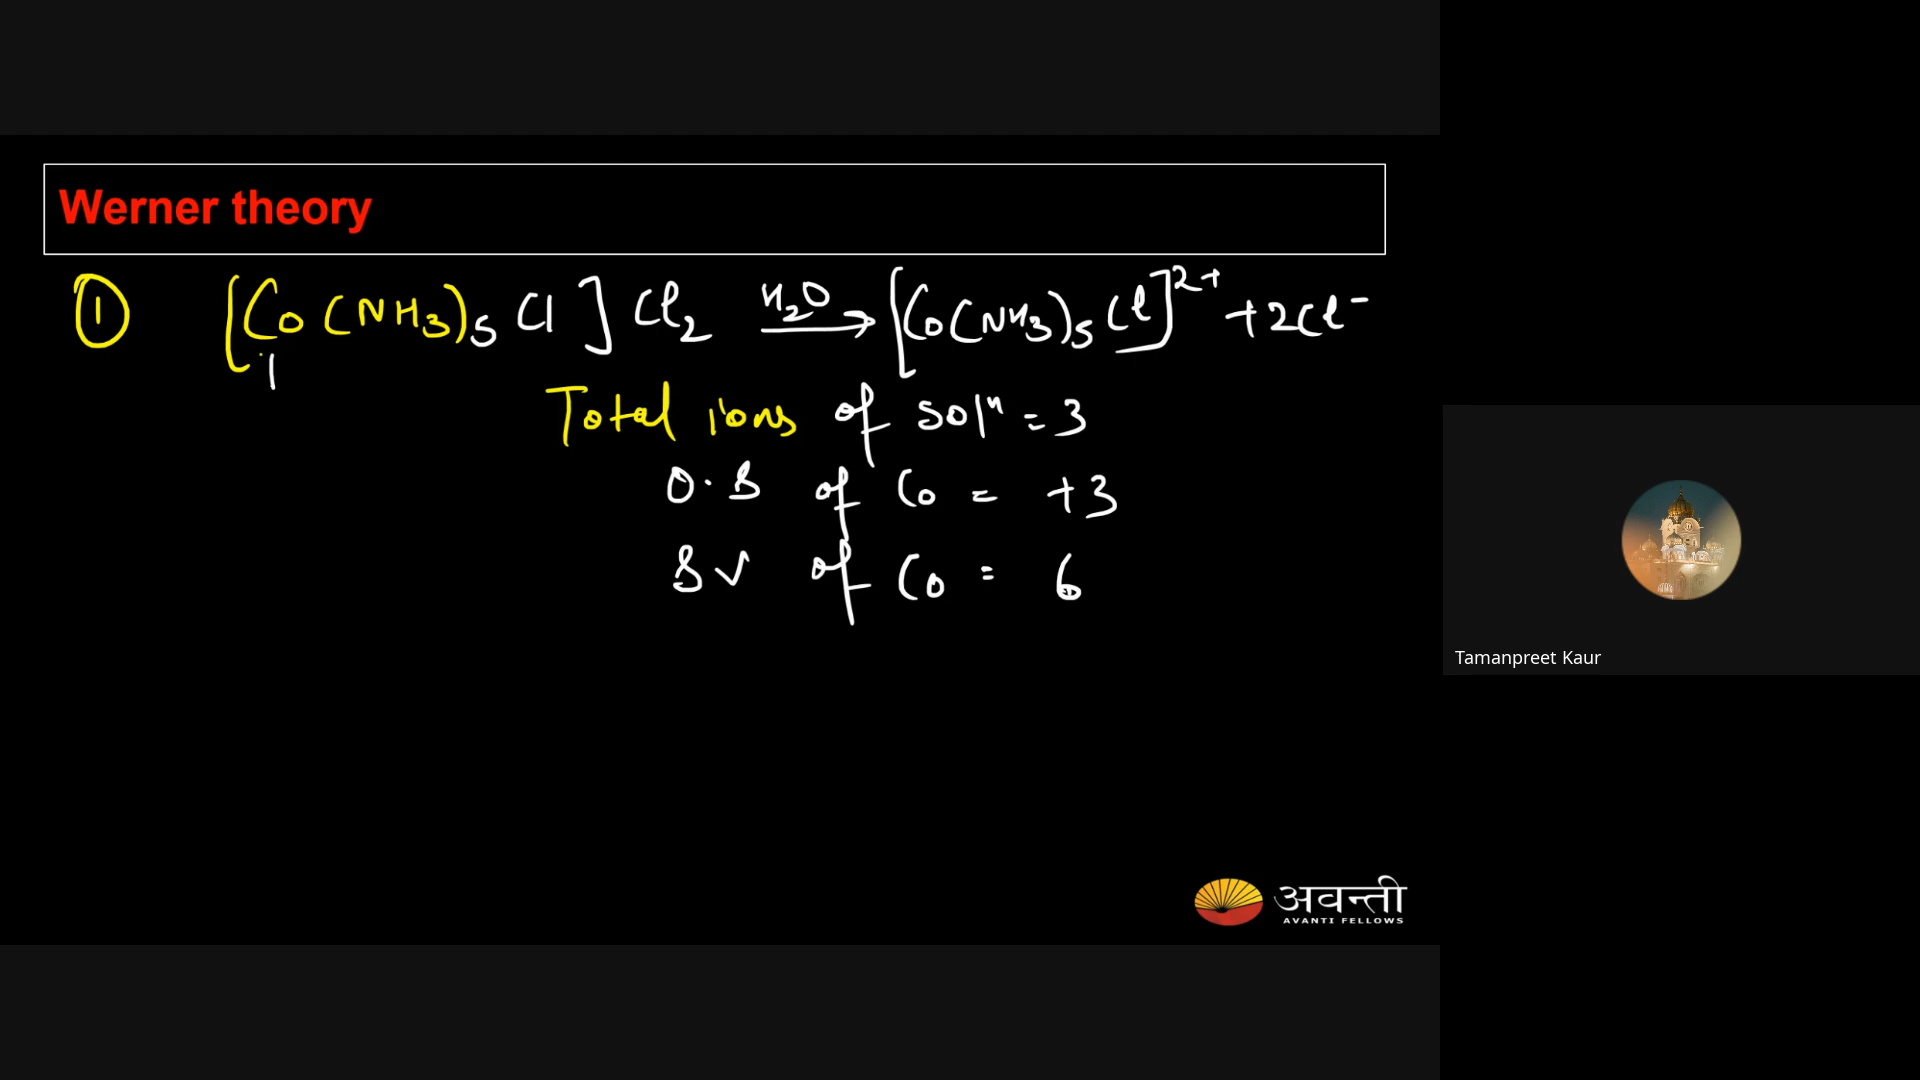 Werner theory
① [Co(NH3)5Cl]Cl2 H2O→ [Co(NH3)5Cl]2+ + 2Cl-
Total ions of solⁿ = 3
O.S of Co = +3
SV of Co = 6
Tamanpreet Kaur
अवन्ती
AVANTI FELLOWS